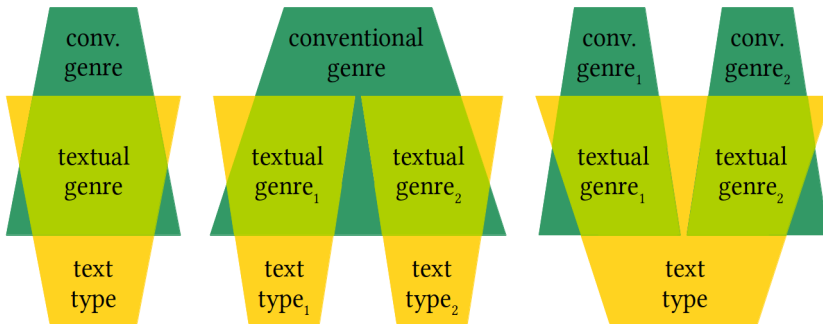 conv.
genre
textual
genre
text
type
conventional
genre
textual
genre₁
textual
genre₂
text
type₁
text
type₂
conv.
genre₁
conv.
genre₂
textual
genre₁
textual
genre₂
text
type